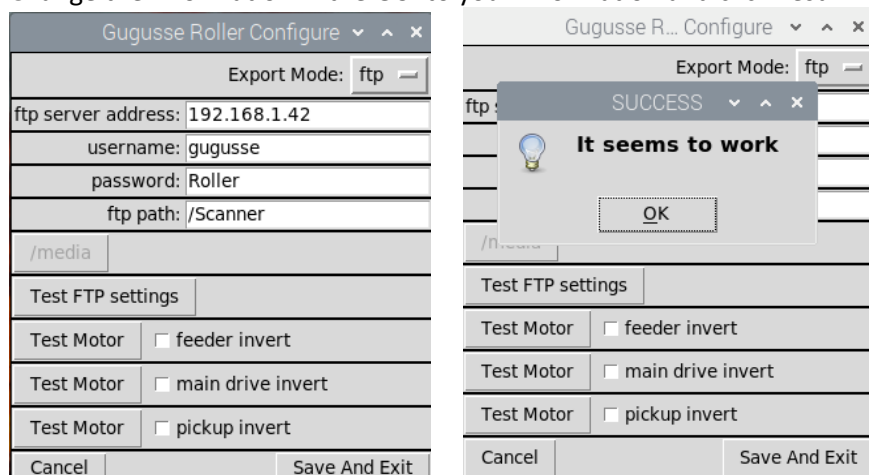 Gugusse Roller Configure
Export Mode: ftp
ftp server address: 192.168.1.42
username: gugusse
password: Roller
ftp path: /Scanner
/media
Test FTP settings
Test Motor feeder invert
Test Motor main drive invert
Test Motor pickup invert
Cancel Save And Exit
Gugusse R... Configure
Export Mode: ftp
ftp
SUCCESS
It seems to work
OK
Test FTP settings
Test Motor feeder invert
Test Motor main drive invert
Test Motor pickup invert
Cancel Save And Exit